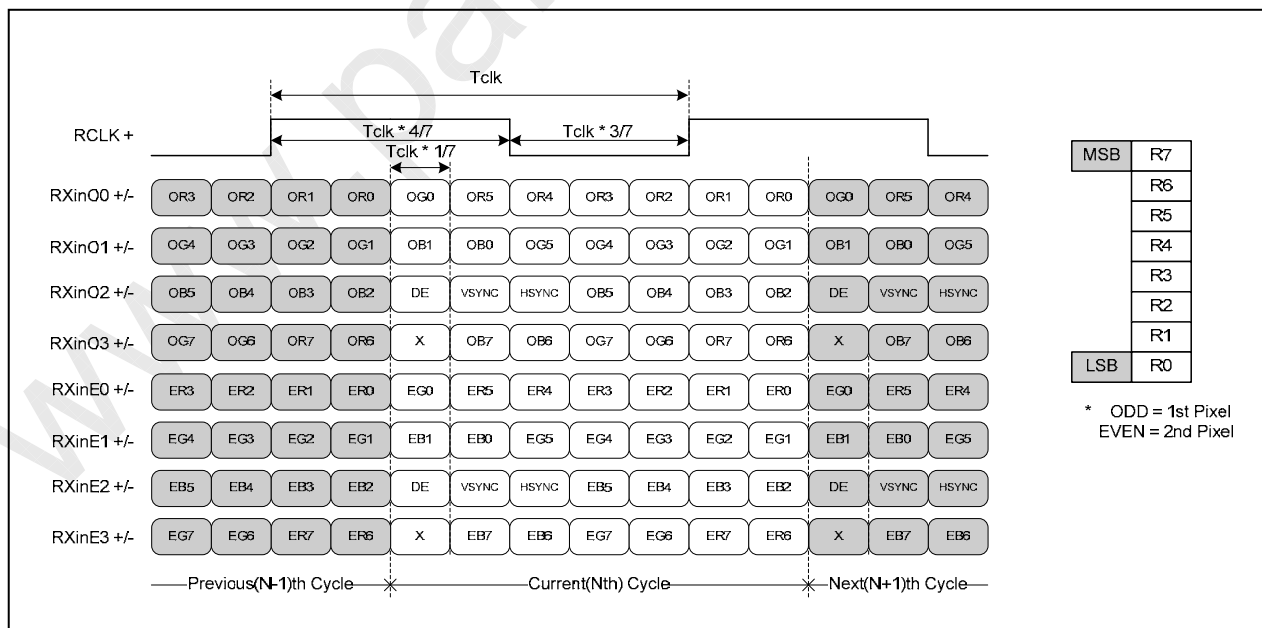 www.pa
Tclk
RCLK +
Tclk * 4/7
Tclk * 3/7
Tclk * 1/7
RXinO0 +/- OR3 OR2 OR1 OR0 OG0 OR5 OR4 OR3 OR2 OR1 OR0 OG0 OR5 OR4
RXinO1 +/- OG4 OG3 OG2 OG1 OB1 OB0 OG5 OG4 OG3 OG2 OG1 OB1 OB0 OG5
RXinO2 +/- OB5 OB4 OB3 OB2 DE VSYNC HSYNC OB5 OB4 OB3 OB2 DE VSYNC HSYNC
RXinO3 +/- OG7 OG6 OR7 OR6 X OB7 OB6 OG7 OG6 OR7 OR6 X OB7 OB6
RXinE0 +/- ER3 ER2 ER1 ER0 EG0 ER5 ER4 ER3 ER2 ER1 ER0 EG0 ER5 ER4
RXinE1 +/- EG4 EG3 EG2 EG1 EB1 EB0 EG5 EG4 EG3 EG2 EG1 EB1 EB0 EG5
RXinE2 +/- EB5 EB4 EB3 EB2 DE VSYNC HSYNC EB5 EB4 EB3 EB2 DE VSYNC HSYNC
RXinE3 +/- EG7 EG6 ER7 ER6 X EB7 EB6 EG7 EG6 ER7 ER6 X EB7 EB6
Previous(N-1)th Cycle Current(Nth) Cycle Next(N+1)th Cycle
MSB R7
R6
R5
R4
R3
R2
R1
LSB R0
* ODD = 1st Pixel
EVEN = 2nd Pixel